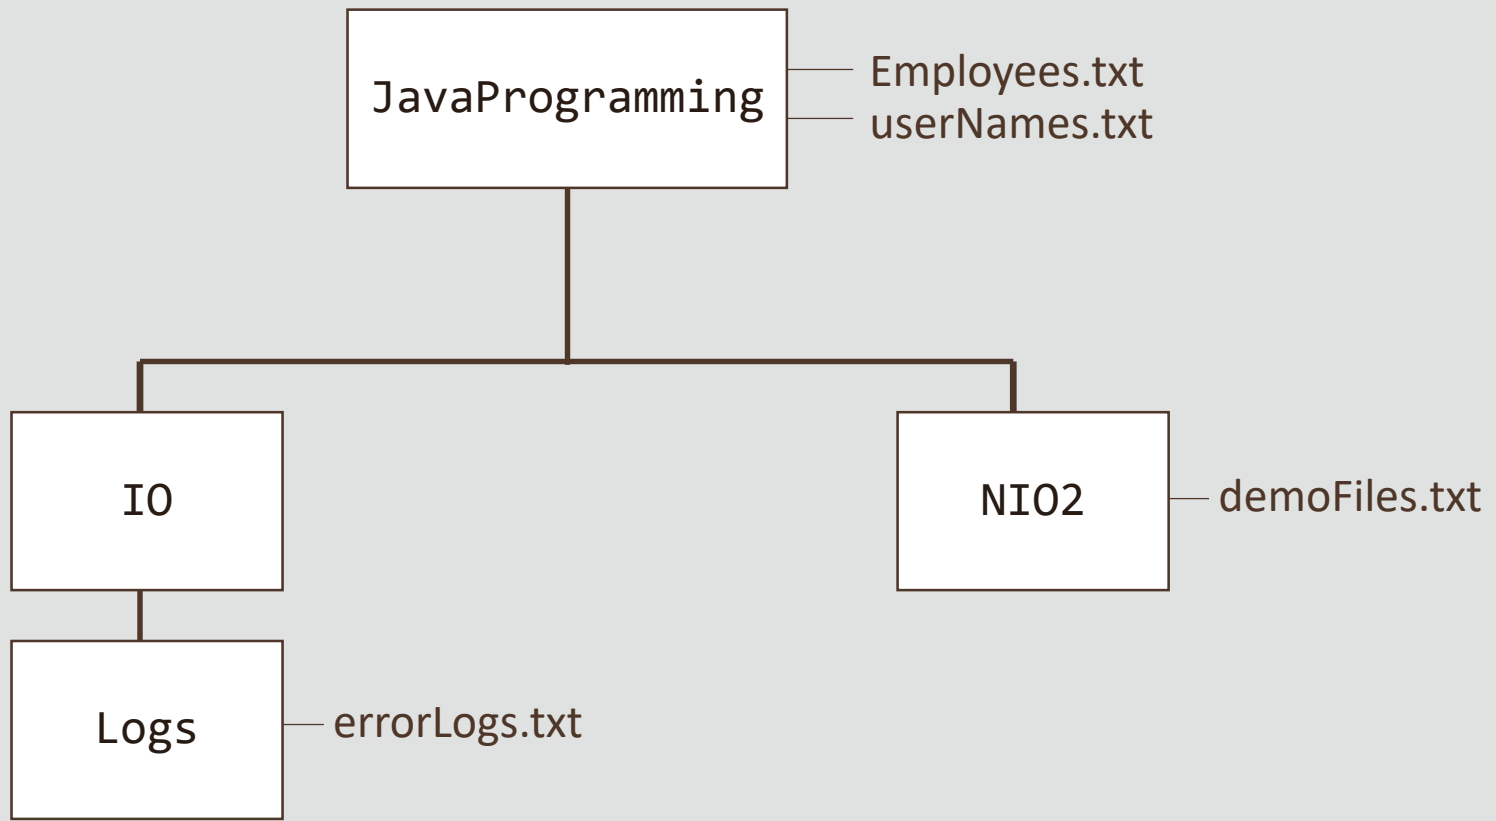 JavaProgramming
Employees.txt
userNames.txt
IO
NIO2
demoFiles.txt
Logs
errorLogs.txt